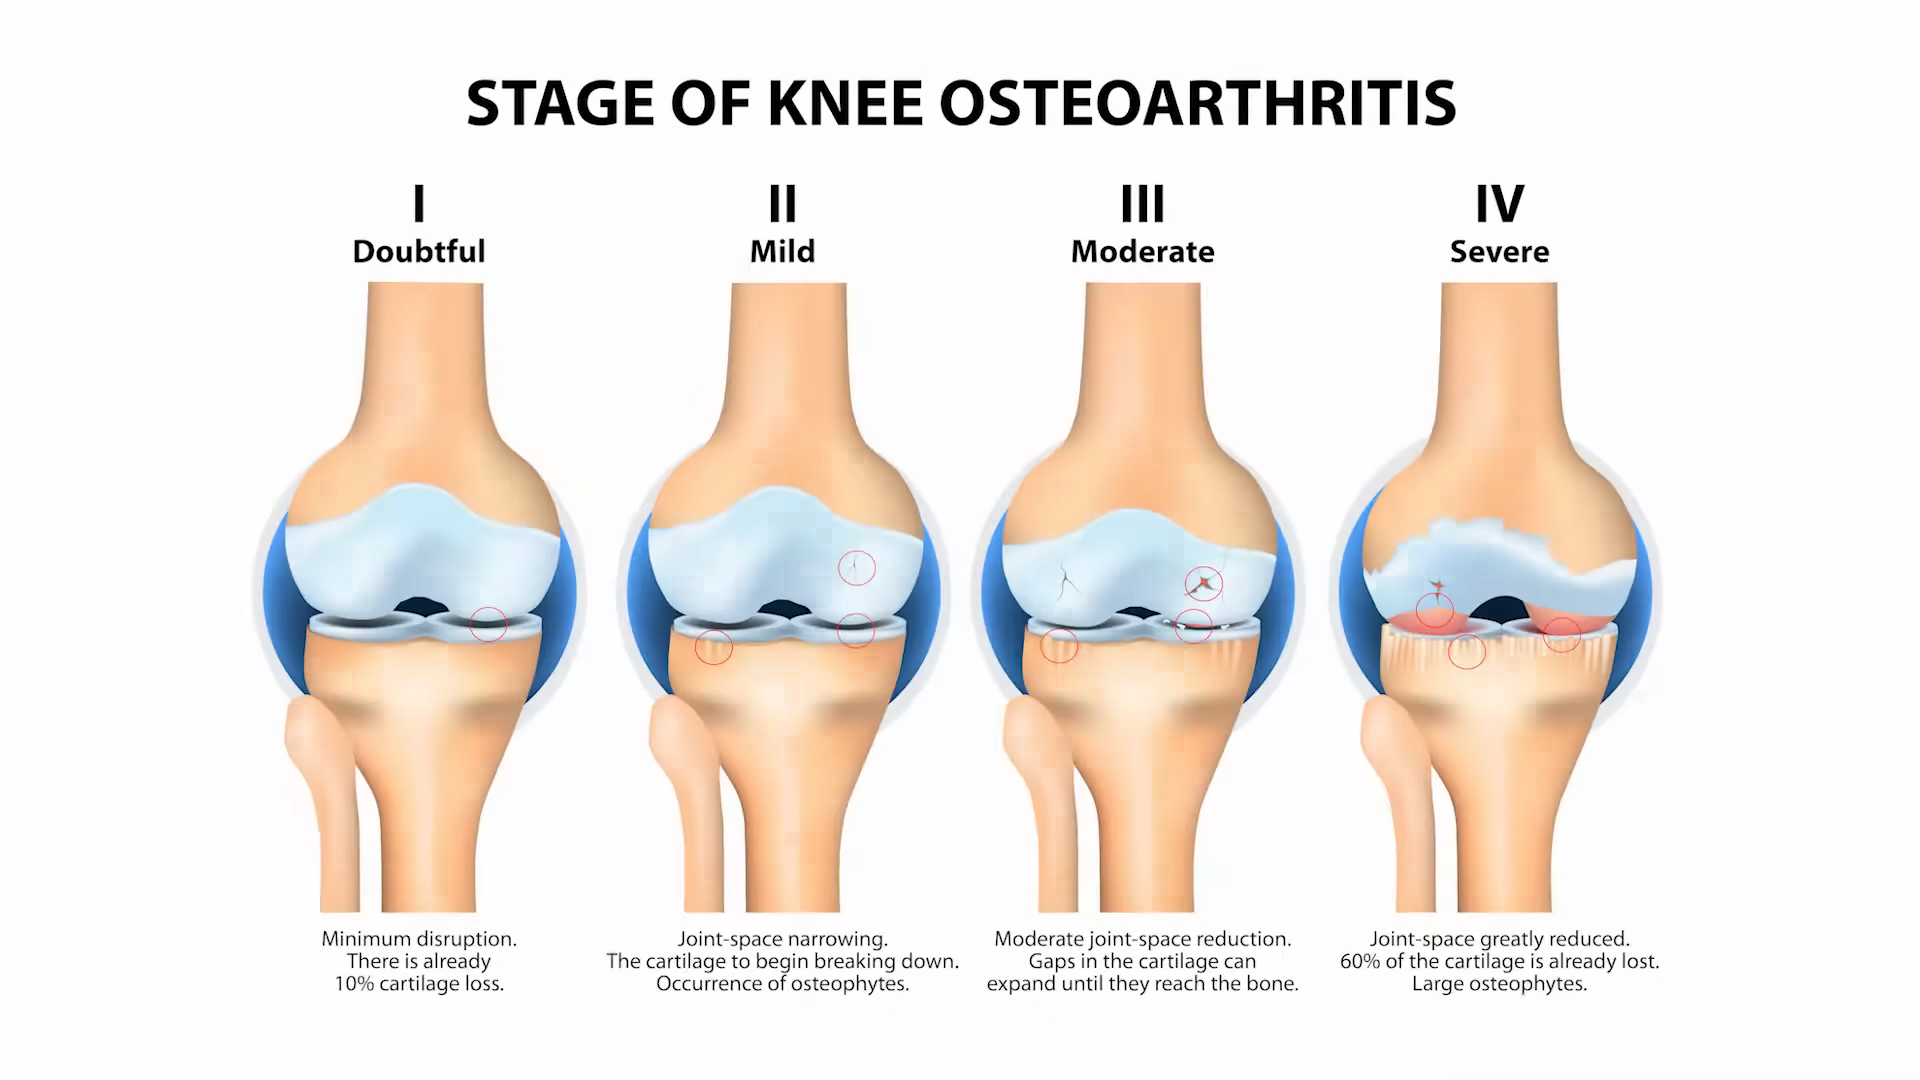 STAGE OF KNEE OSTEOARTHRITIS
I
Doubtful
Minimum disruption.
There is already
10% cartilage loss.
II
Mild
Joint-space narrowing.
The cartilage to begin breaking down.
Occurrence of osteophytes.
III
Moderate
Moderate joint-space reduction.
Gaps in the cartilage can
expand until they reach the bone.
IV
Severe
Joint-space greatly reduced.
60% of the cartilage is already lost.
Large osteophytes.